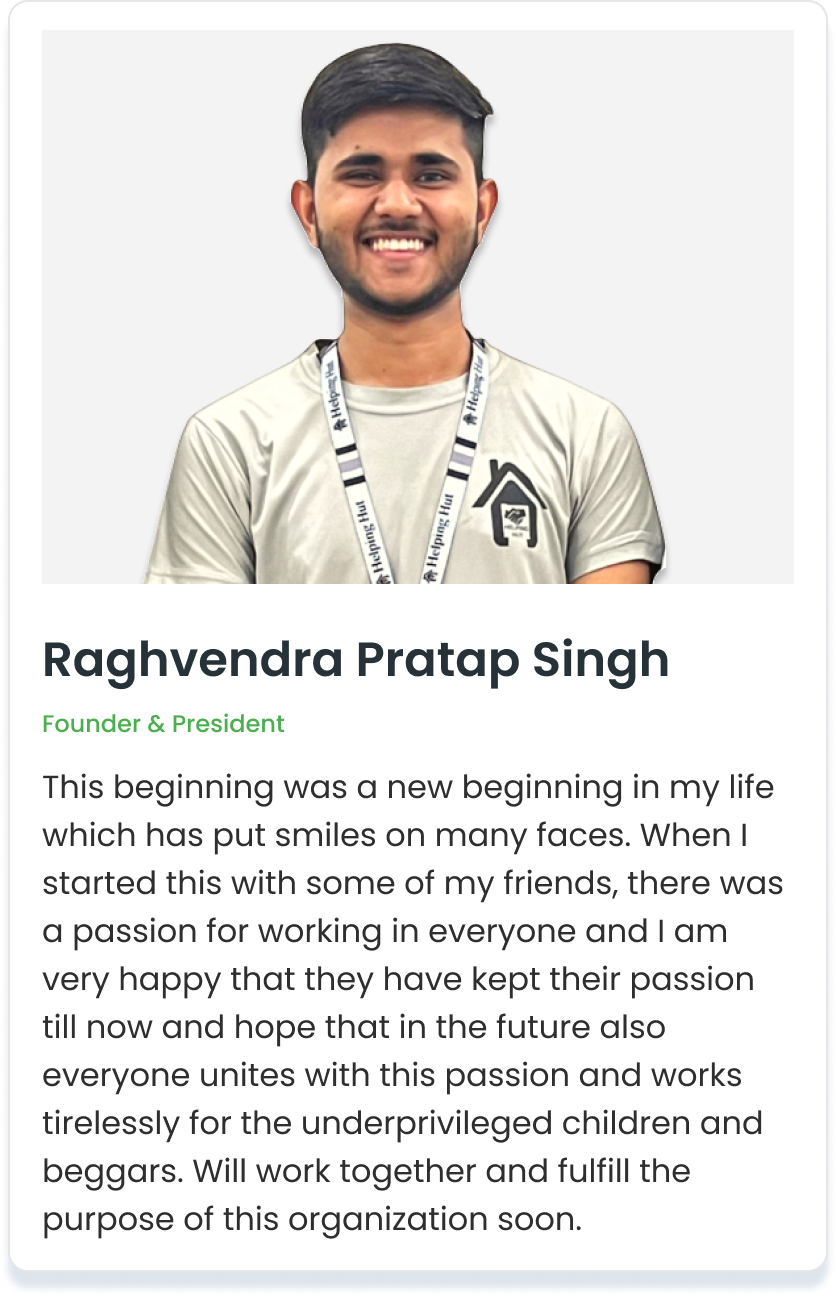 Helping Hut
Helping Hut
Helping Hut
Helping Hut
HELPING
HUT
Raghvendra Pratap Singh
Founder & President
This beginning was a new beginning in my life
which has put smiles on many faces. When I
started this with some of my friends, there was
a passion for working in everyone and I am
very happy that they have kept their passion
till now and hope that in the future also
everyone unites with this passion and works
tirelessly for the underprivileged children and
beggars. Will work together and fulfill the
purpose of this organization soon.